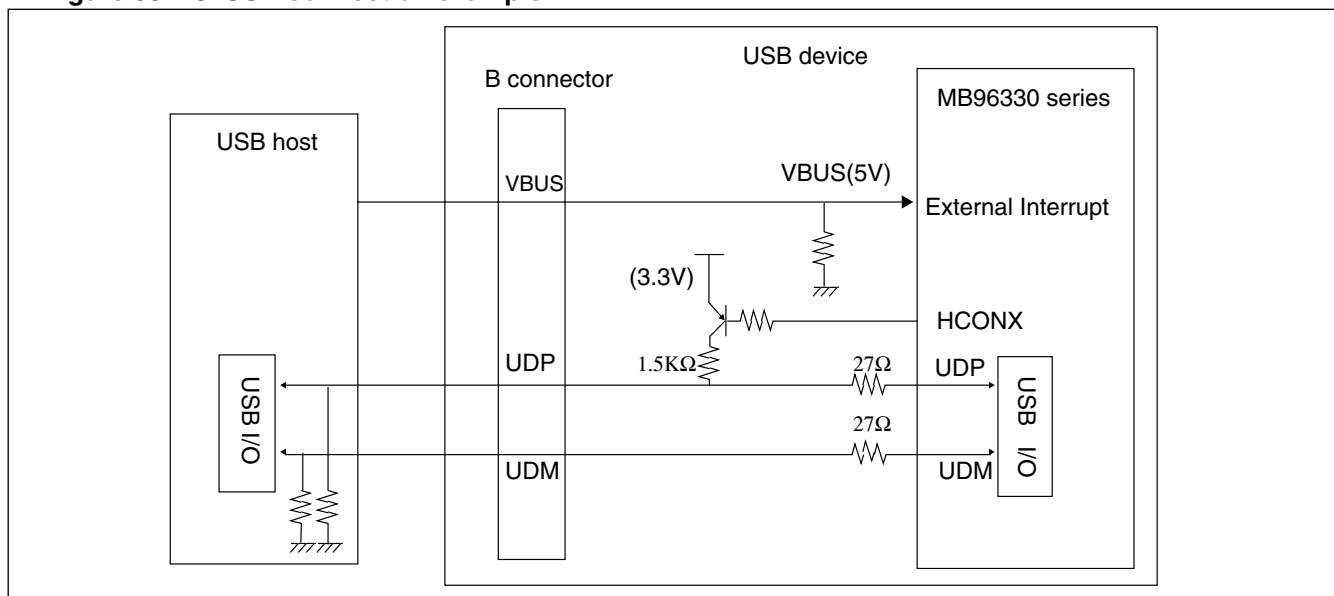 USB device
B connector
MB96330 series
USB host
VBUS
VBUS(5V)
External Interrupt
(3.3V)
HCONX
1.5KΩ
UDP
27Ω
UDP
USB I/O
USB I/O
27Ω
UDM
UDM